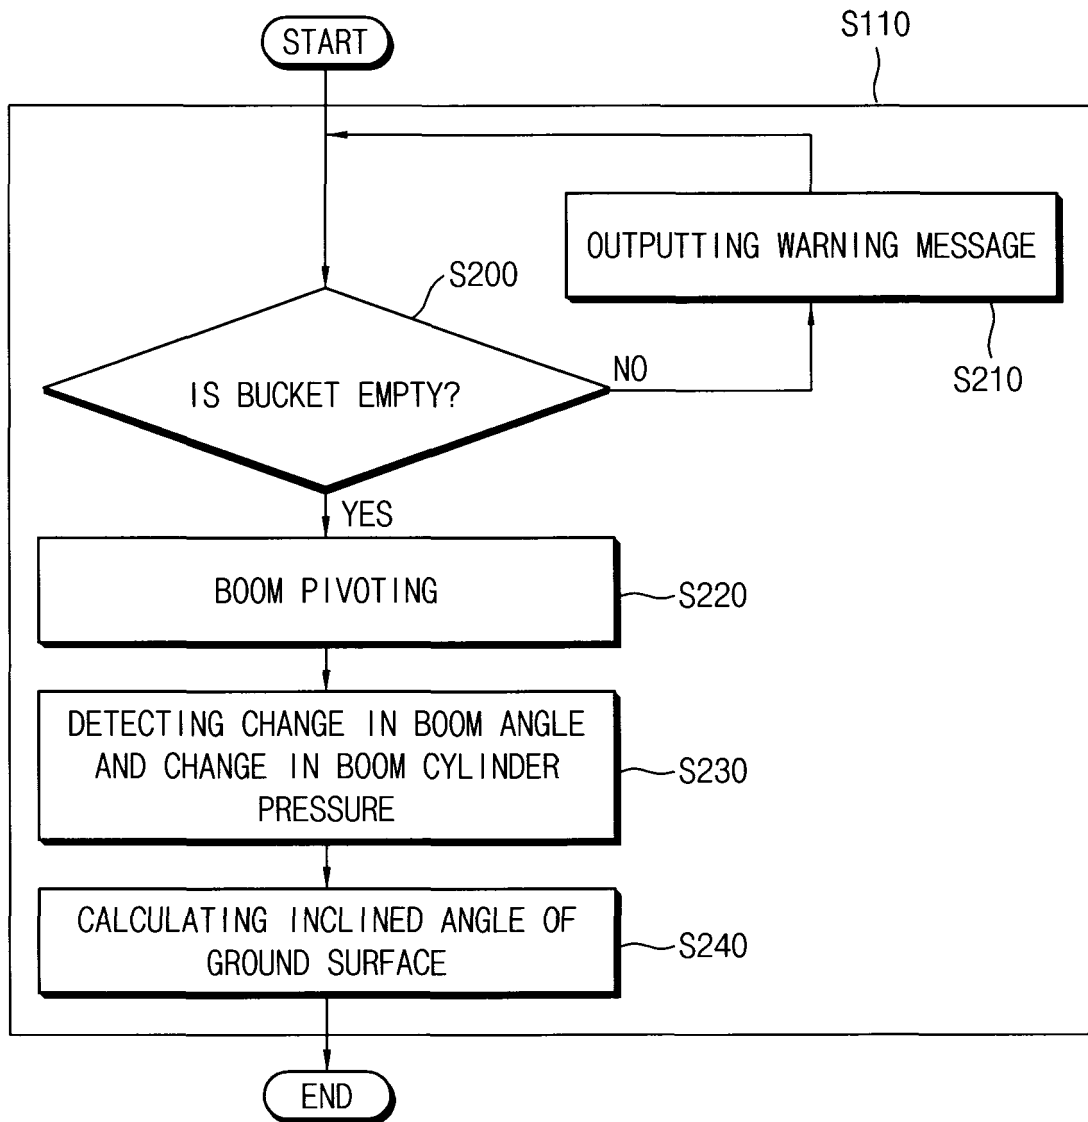 START
S110
OUTPUTTING WARNING MESSAGE
S200
S210
IS BUCKET EMPTY?
NO
YES
BOOM PIVOTING
S220
DETECTING CHANGE IN BOOM ANGLE
AND CHANGE IN BOOM CYLINDER
PRESSURE
S230
CALCULATING INCLINED ANGLE OF
GROUND SURFACE
S240
END